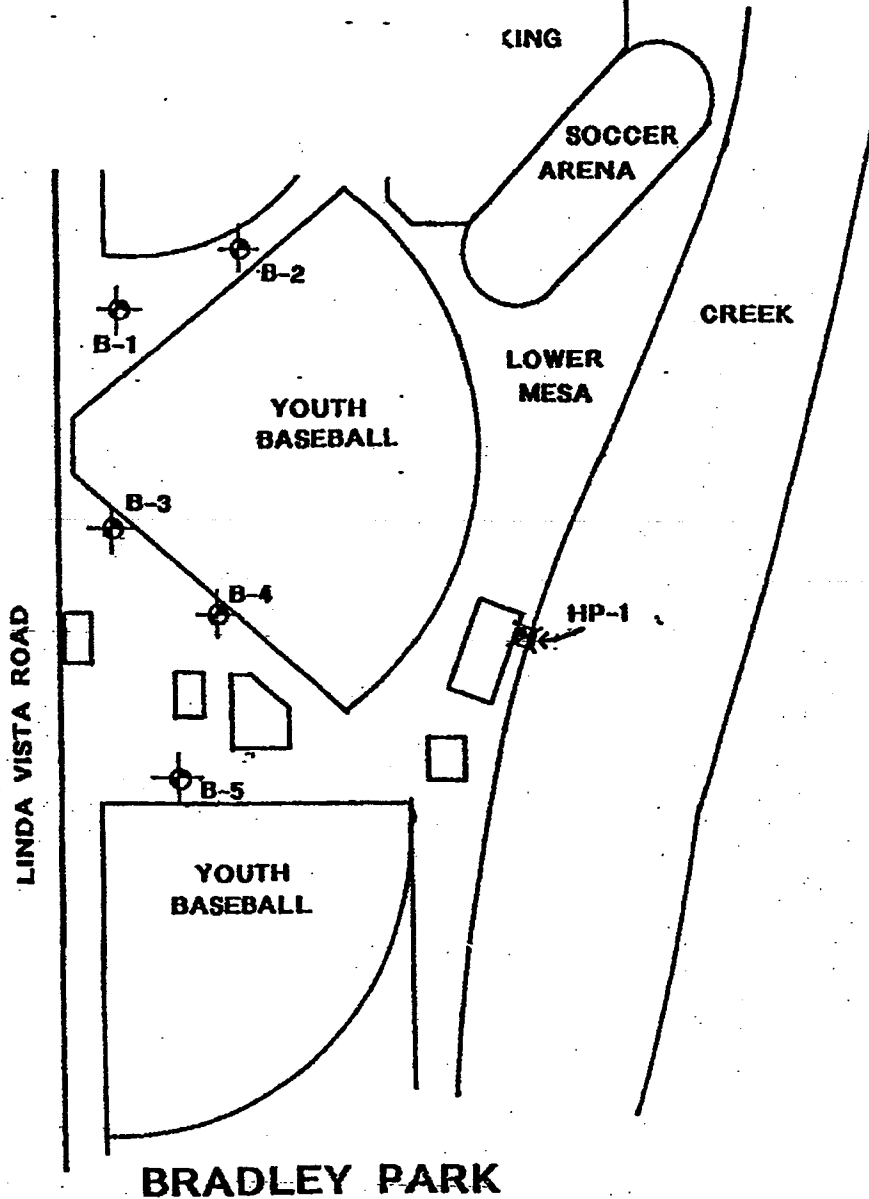 KING
SOCCER
ARENA
B-2
CREEK
B-1
LOWER
MESA
YOUTH
BASEBALL
B-3
B-4
HP-1
LINDA VISTA ROAD
B-5
YOUTH
BASEBALL
BRADLEY PARK